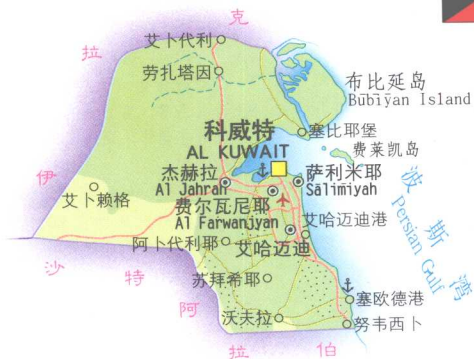 克
拉
伊
艾卜代利
劳扎塔因
布比延岛
Būbīyan Island
科威特
AL KUWAIT
塞比耶堡
费莱凯岛
杰赫拉
Al Jahrah
萨利米耶
Sālimīyah
艾卜赖格
费尔瓦尼耶
Al Farwanjyan
艾哈迈迪港
波斯湾
Persian Gulf
阿卜代利耶
艾哈迈迪
沙特阿拉伯
苏拜希耶
塞欧德港
沃夫拉
努韦西卜